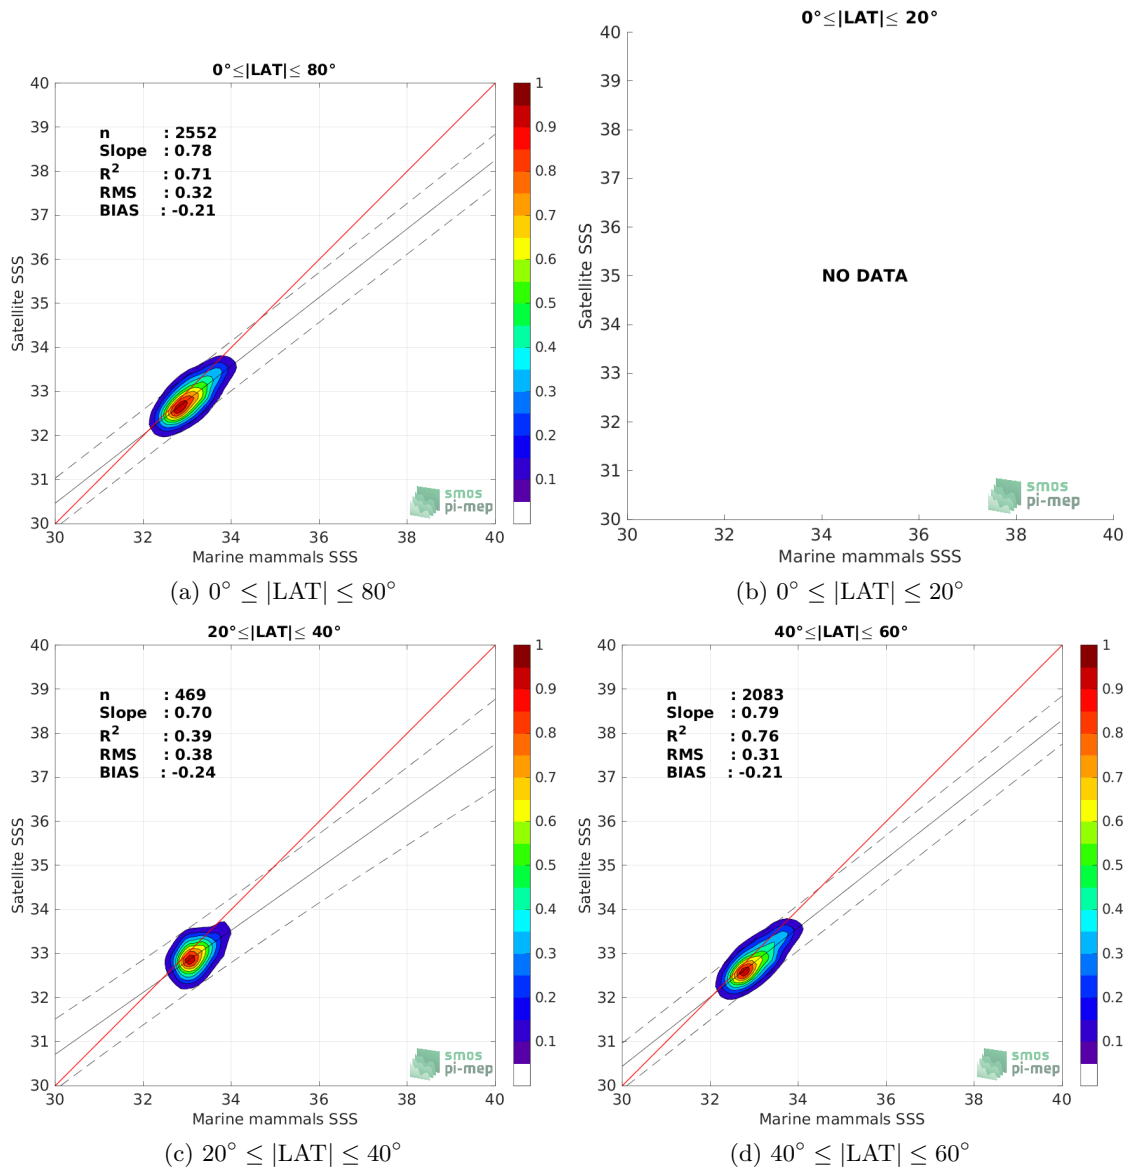 0°≤|LAT|≤ 80°
40
39
38
37
36
35
34
33
32
31
30
Satellite SSS
n : 2552
Slope : 0.78
R² : 0.71
RMS : 0.32
BIAS : -0.21
smos
pi-mep
30 32 34 36 38 40
Marine mammals SSS
1
0.9
0.8
0.7
0.6
0.5
0.4
0.3
0.2
0.1
(a) 0° ≤ |LAT| ≤ 80°
0°≤|LAT|≤ 20°
40
39
38
37
36
35
34
33
32
31
30
Satellite SSS
NO DATA
smos
pi-mep
30 32 34 36 38 40
Marine mammals SSS
(b) 0° ≤ |LAT| ≤ 20°
20°≤|LAT|≤ 40°
40
39
38
37
36
35
34
33
32
31
30
Satellite SSS
n : 469
Slope : 0.70
R² : 0.39
RMS : 0.38
BIAS : -0.24
smos
pi-mep
30 32 34 36 38 40
Marine mammals SSS
1
0.9
0.8
0.7
0.6
0.5
0.4
0.3
0.2
0.1
(c) 20° ≤ |LAT| ≤ 40°
40°≤|LAT|≤ 60°
40
39
38
37
36
35
34
33
32
31
30
Satellite SSS
n : 2083
Slope : 0.79
R² : 0.76
RMS : 0.31
BIAS : -0.21
smos
pi-mep
30 32 34 36 38 40
Marine mammals SSS
1
0.9
0.8
0.7
0.6
0.5
0.4
0.3
0.2
0.1
(d) 40° ≤ |LAT| ≤ 60°